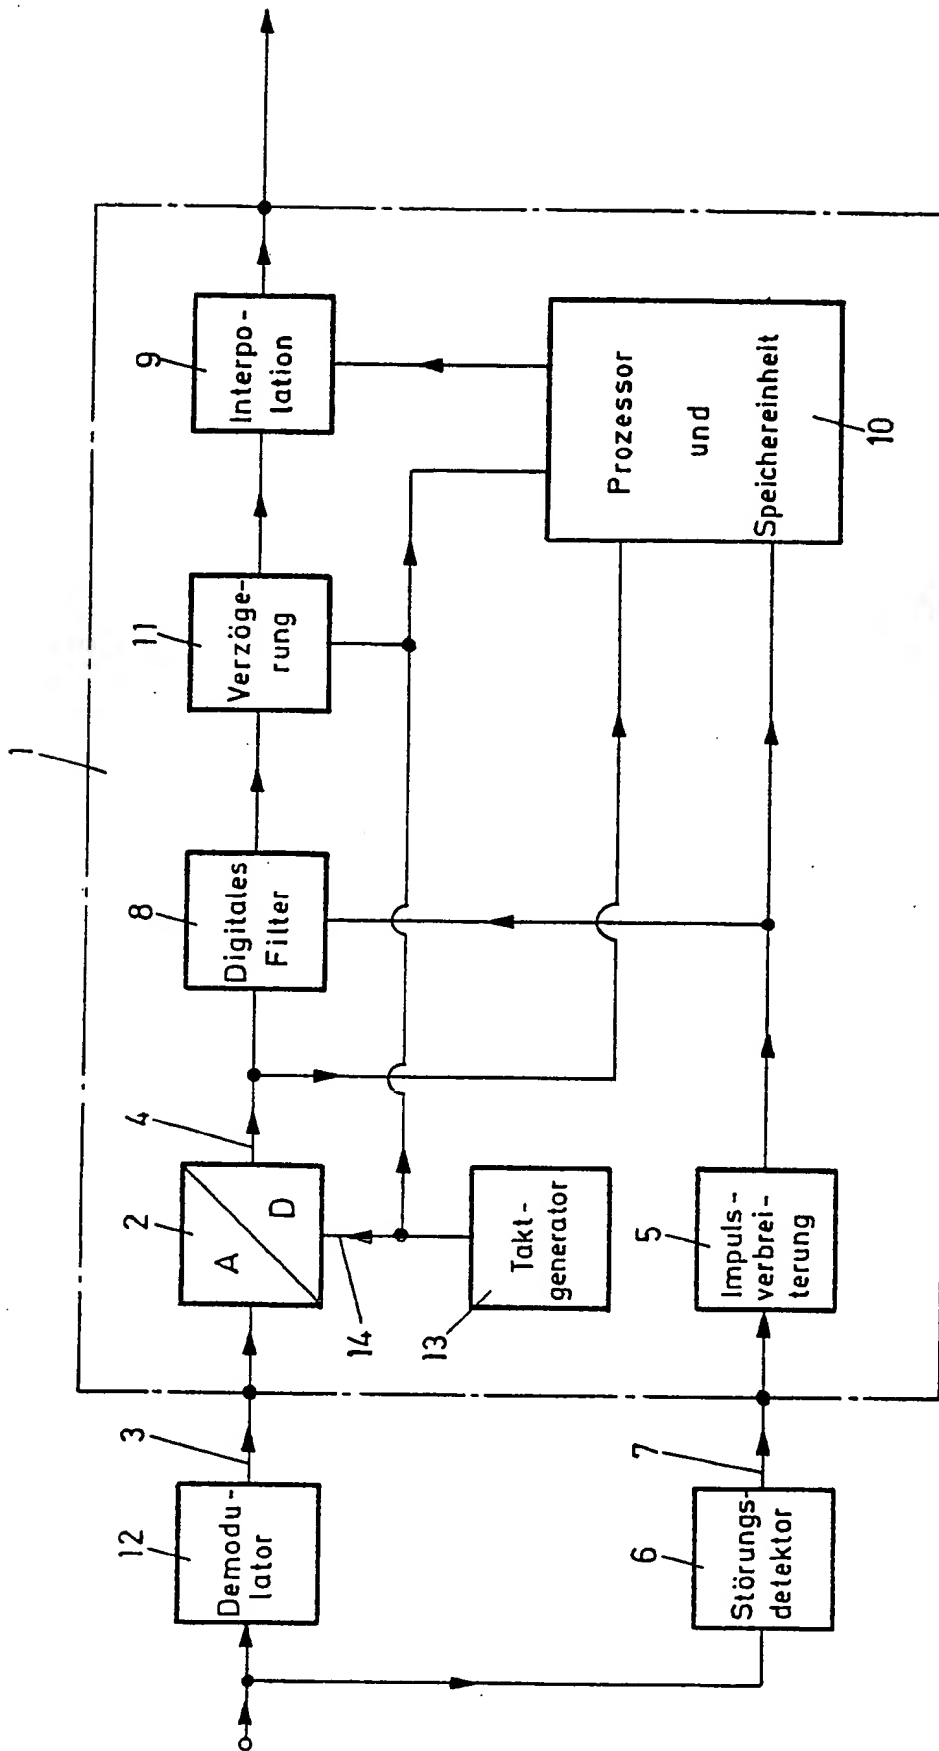 1
12
Demodu-
lator
3
2
A
D
4
8
Digitales
Filter
11
Verzöge-
rung
9
Interpo-
lation
14
13
Takt-
generator
Prozessor
und
Speichereinheit
10
6
Störungs-
detektor
7
5
Impuls-
verbrei-
terung